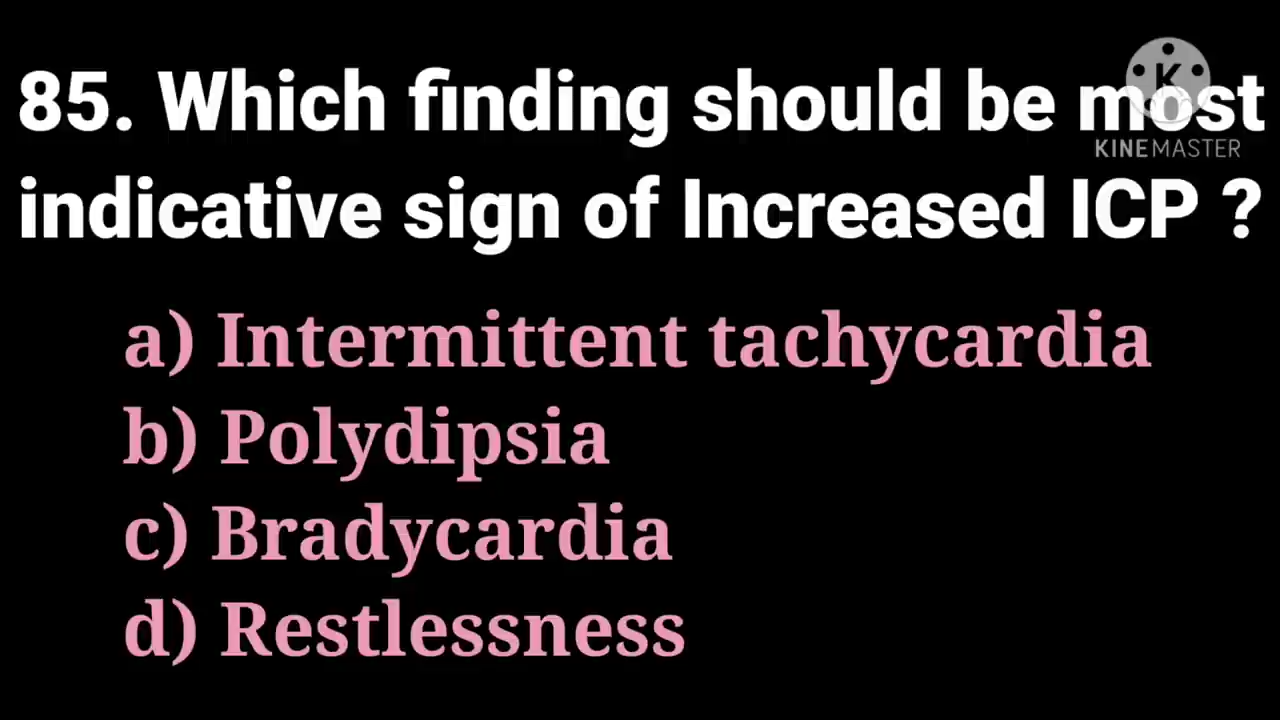 85. Which finding should be most
KINEMASTER
indicative sign of Increased ICP ?
a) Intermittent tachycardia
b) Polydipsia
c) Bradycardia
d) Restlessness